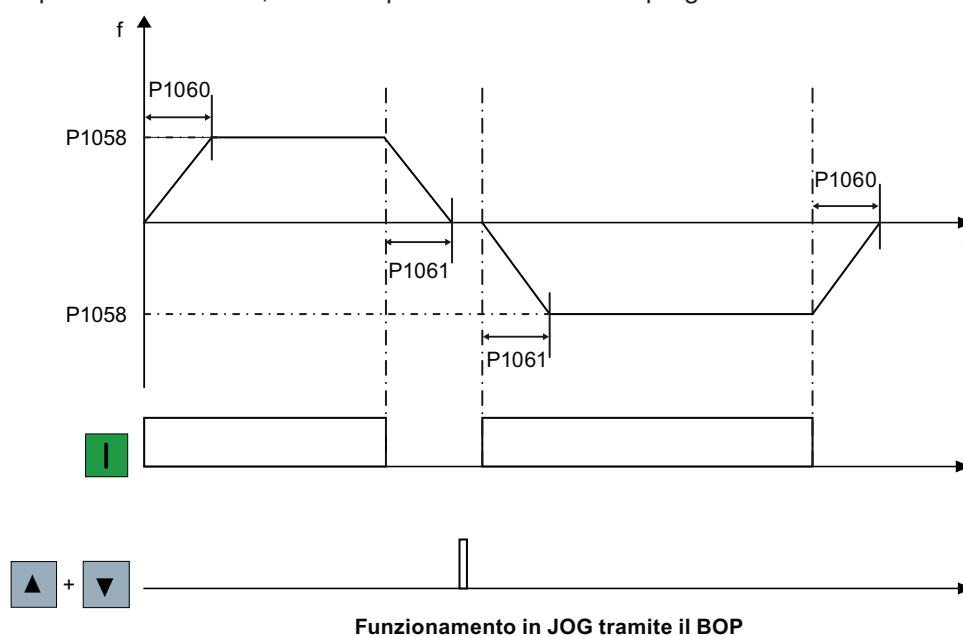 f
P1060
P1058
P1060
P1061
P1058
P1061
I
+
Funzionamento in JOG tramite il BOP